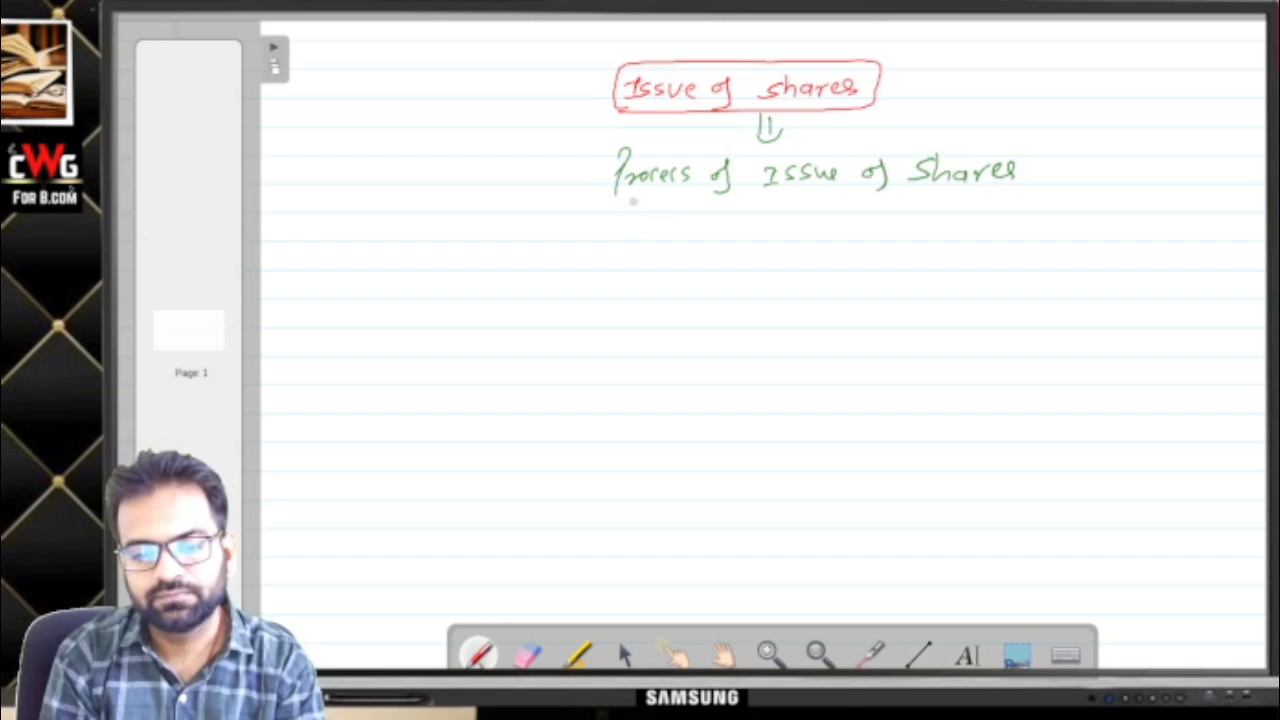 Issue of shares
Process of Issue of Shares
CWG
FOR B.COM
Page 1
A
SAMSUNG